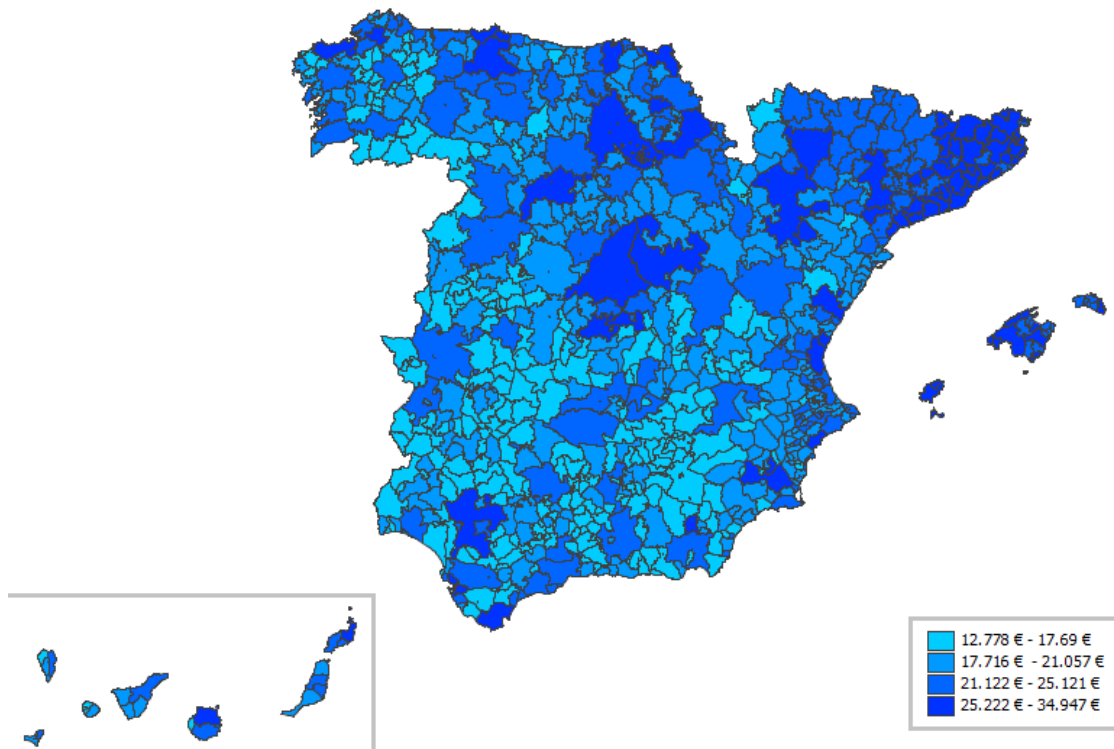 12.778 € - 17.69 €
17.716 € - 21.057 €
21.122 € - 25.121 €
25.222 € - 34.947 €